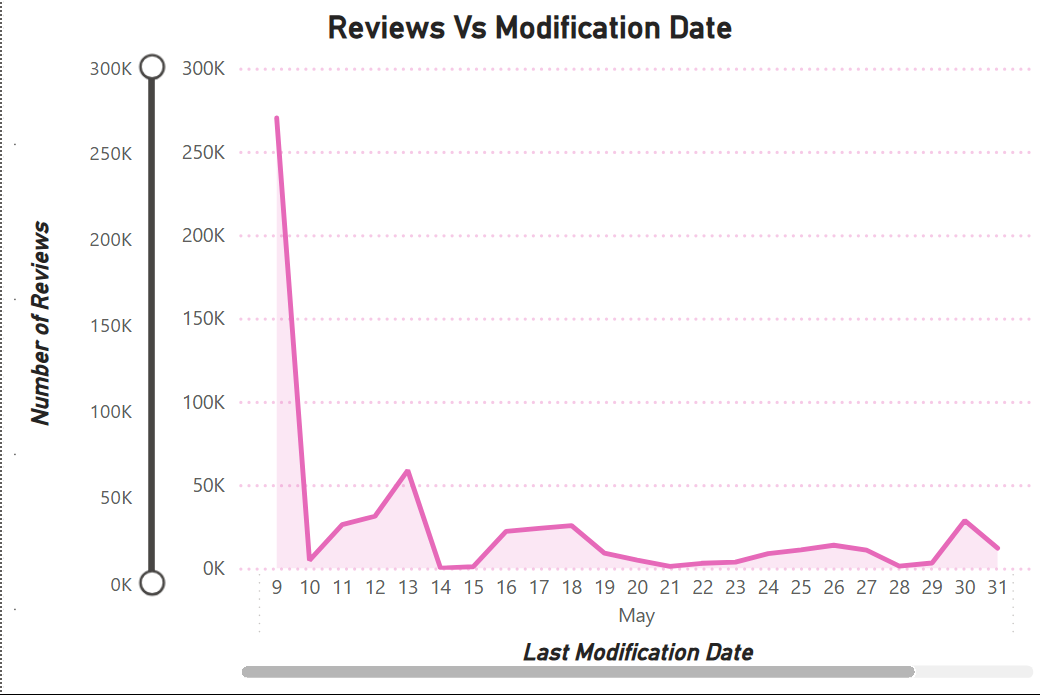 Reviews Vs Modification Date
Number of Reviews
300K
250K
200K
150K
100K
50K
0K
300K
250K
200K
150K
100K
50K
0K
9 10 11 12 13 14 15 16 17 18 19 20 21 22 23 24 25 26 27 28 29 30 31
May
Last Modification Date